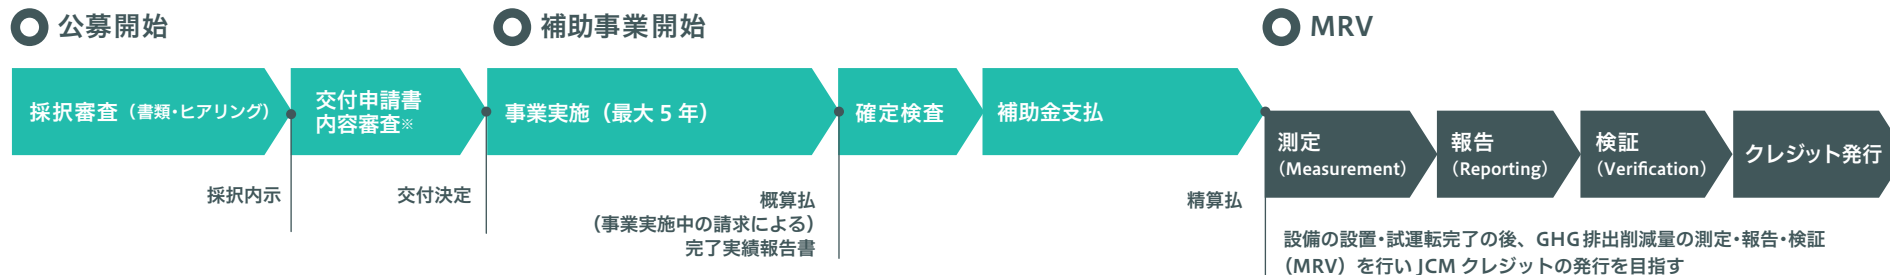 公募開始
補助事業開始
MRV
採択審査（書類・ヒアリング）
交付申請書
内容審査※
事業実施（最大 5 年）
確定検査
補助金支払
測定
（Measurement）
報告
（Reporting）
検証
（Verification）
クレジット発行
採択内示
交付決定
概算払
（事業実施中の請求による）
完了実績報告書
精算払
設備の設置・試運転完了の後、GHG排出削減量の測定・報告・検証
（MRV）を行い JCM クレジットの発行を目指す